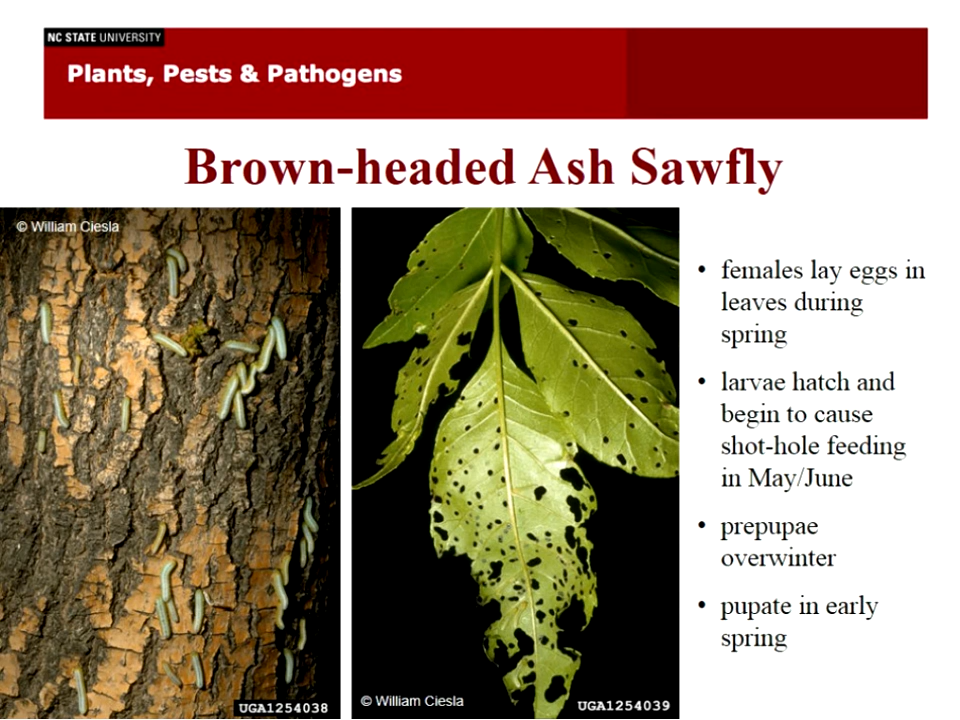 NC STATE UNIVERSITY
Plants, Pests & Pathogens
Brown-headed Ash Sawfly
© William Ciesla
UGA1254038
© William Ciesla
UGA1254039
• females lay eggs in
leaves during
spring
• larvae hatch and
begin to cause
shot-hole feeding
in May/June
• prepupae
overwinter
• pupate in early
spring